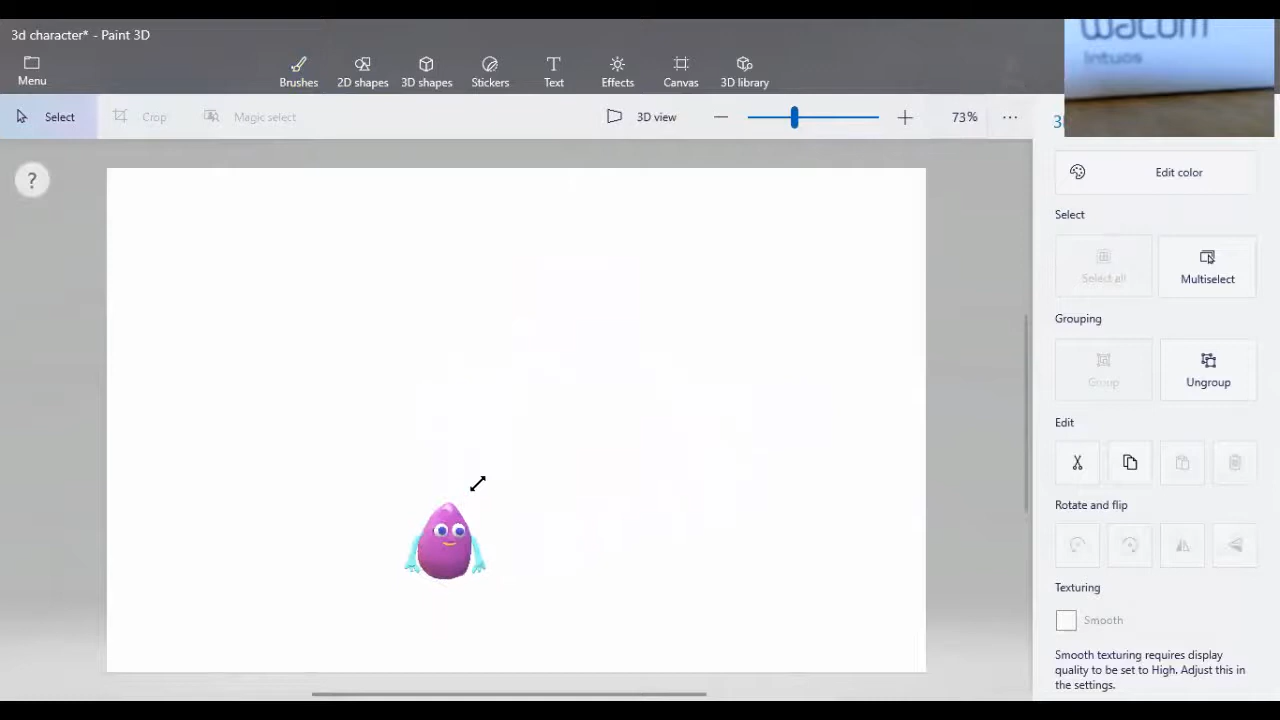 3d character* - Paint 3D
wacom
Intuos
Menu
Brushes
2D shapes
3D shapes
Stickers
Text
Effects
Canvas
3D library
Select
Crop
Magic select
3D view
73%
3
?
Edit color
Select
Select all
Multiselect
Grouping
Group
Ungroup
Edit
Rotate and flip
Texturing
Smooth
Smooth texturing requires display
quality to be set to High. Adjust this in
the settings.